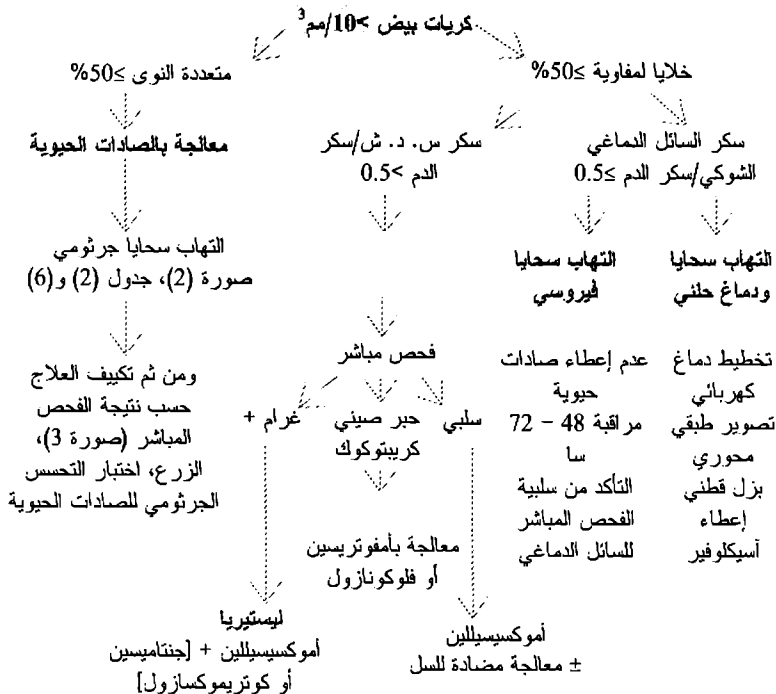 كريات بيض >10/مم3
خلايا لمفاوية ≥50%
متعددة النوى ≥50%
سكر السائل الدماغي
الشوكي/سكر الدم ≥0.5
سكر س. د. ش/سكر
الدم >0.5
معالجة بالصادات الحيوية
التهاب سحايا
ودماغ حلئي
التهاب سحايا
فيروسي
التهاب سحايا جرثومي
صورة (2)، جدول (2) و(6)
تخطيط دماغ
كهربائي
تصوير طبقي
محوري
بزل قطني
إعطاء
آسيكلوفير
عدم إعطاء صادات
حيوية
مراقبة 48 – 72
سا
التأكد من سلبية
الفحص المباشر
للسائل الدماغي
فحص مباشر
سلبي
حبر صيني
كريبتوكوك
غرام +
ومن ثم تكييف العلاج
حسب نتيجة الفحص
المباشر (صورة 3)،
الزرع، اختبار التحسس
الجرثومي للصادات الحيوية
معالجة بأمفوتريسين
أو فلوكونازول
أموكسيسيللين
± معالجة مضادة للسل
ليستيريا
أموكسيسيللين + [جنتاميسين
أو كوتريموكسازول]